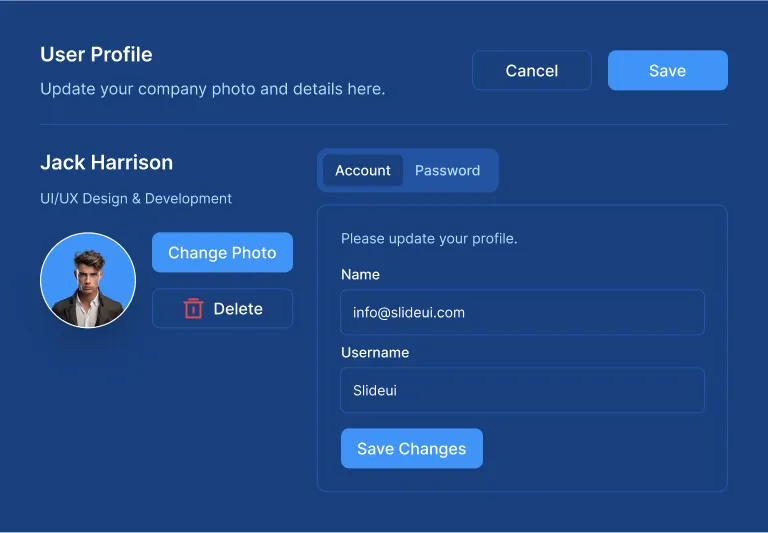 User Profile
Update your company photo and details here.
Cancel
Save
Jack Harrison
UI/UX Design & Development
Change Photo
Delete
Account
Password
Please update your profile.
Name
info@slideui.com
Username
Slideui
Save Changes